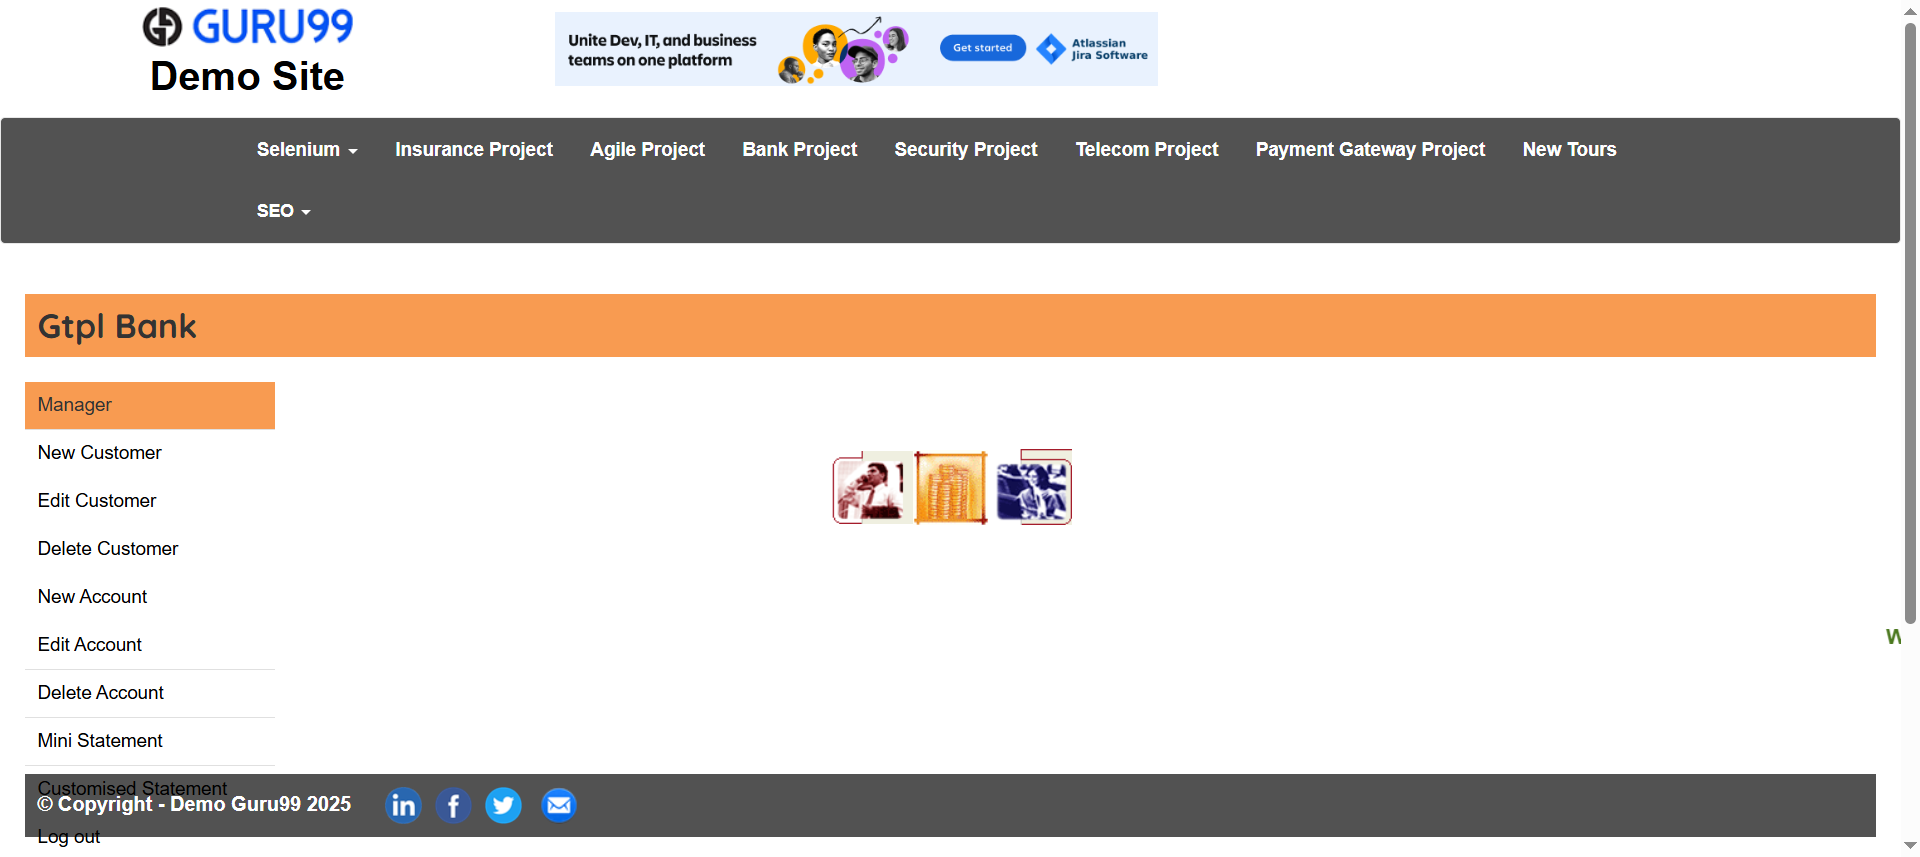 GURU99
Demo Site
Unite Dev, IT, and business
teams on one platform
Get started
Atlassian
Jira Software
Selenium
Insurance Project
Agile Project
Bank Project
Security Project
Telecom Project
Payment Gateway Project
New Tours
SEO
Gtpl Bank
Manager
New Customer
Edit Customer
Delete Customer
New Account
Edit Account
W
Delete Account
Mini Statement
Customised Statement
© Copyright - Demo Guru99 2025
Log out